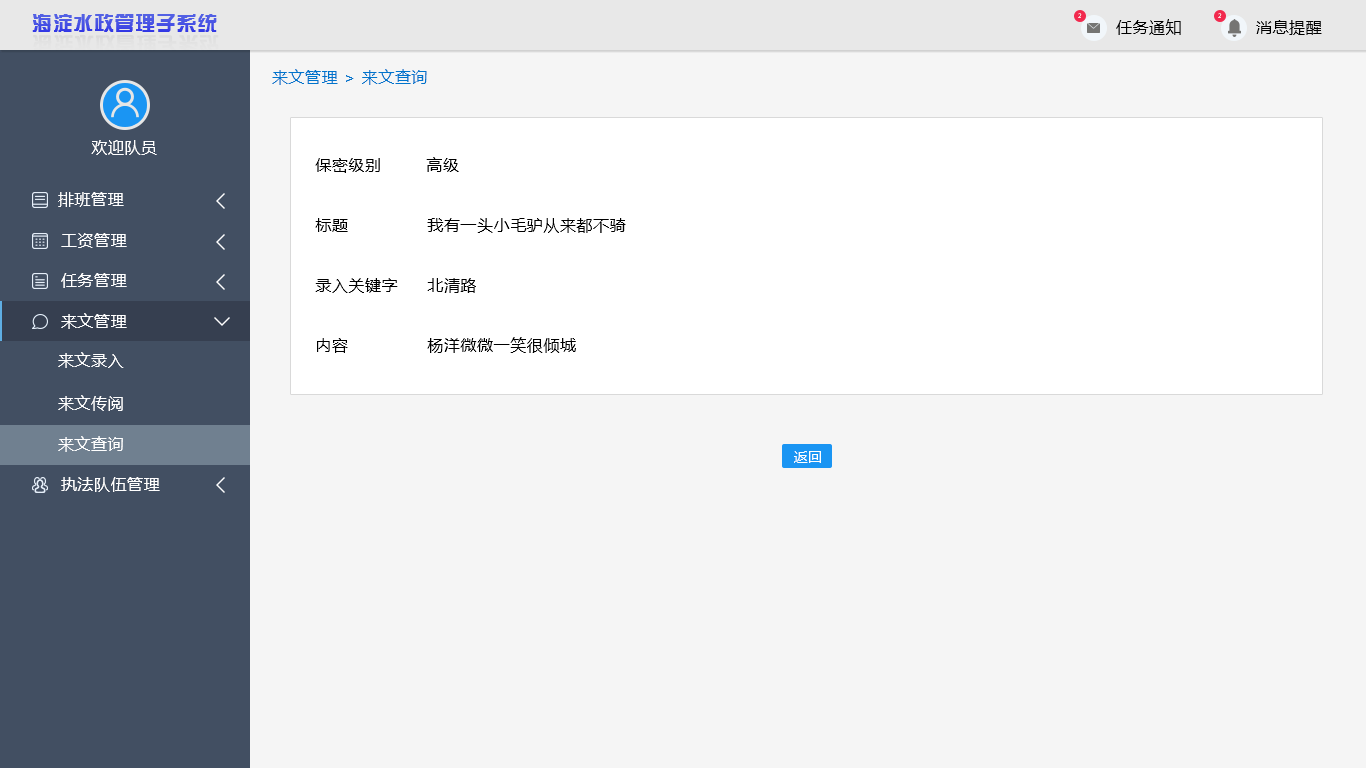 海淀水政管理子系统
2 任务通知
2 消息提醒
欢迎队员
排班管理
工资管理
任务管理
来文管理
来文录入
来文传阅
来文查询
执法队伍管理
来文管理 > 来文查询
保密级别 高级
标题 我有一头小毛驴从来都不骑
录入关键字 北清路
内容 杨洋微微一笑很倾城
返回